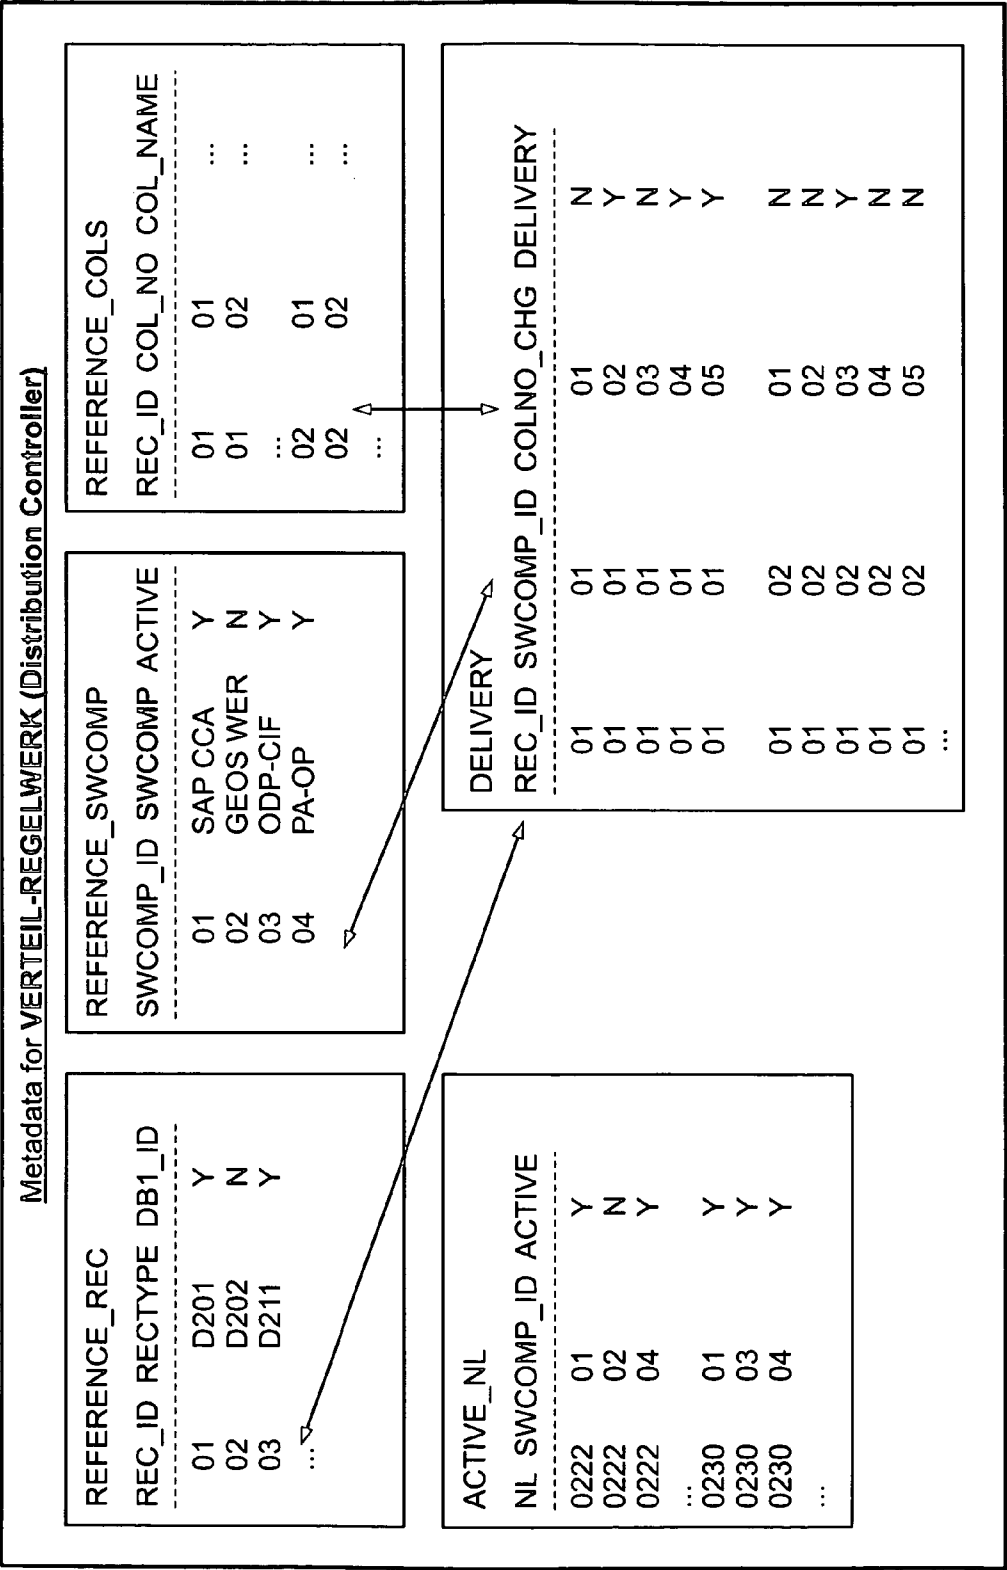 Metadata for VERTEIL-REGELWERK (Distribution Controller)
REFERENCE_REC
REC_ID RECTYPE DB1_ID
01 D201 Y
02 D202 N
03 D211 Y
...
REFERENCE_SWCOMP
SWCOMP_ID SWCOMP ACTIVE
01 SAP CCA Y
02 GEOS WER N
03 ODP-CIF Y
04 PA-OP Y
REFERENCE_COLS
REC_ID COL_NO COL_NAME
01 01 ...
01 02 ...
...
02 01 ...
02 02 ...
...
ACTIVE_NL
NL SWCOMP_ID ACTIVE
0222 01 Y
0222 02 N
0222 04 Y
...
0230 01 Y
0230 03 Y
0230 04 Y
...
DELIVERY
REC_ID SWCOMP_ID COLNO_CHG DELIVERY
01 01 01 N
01 01 02 Y
01 01 03 N
01 01 04 Y
01 01 05 Y
01 02 01 N
01 02 02 N
01 02 03 Y
01 02 04 N
01 02 05 N
...